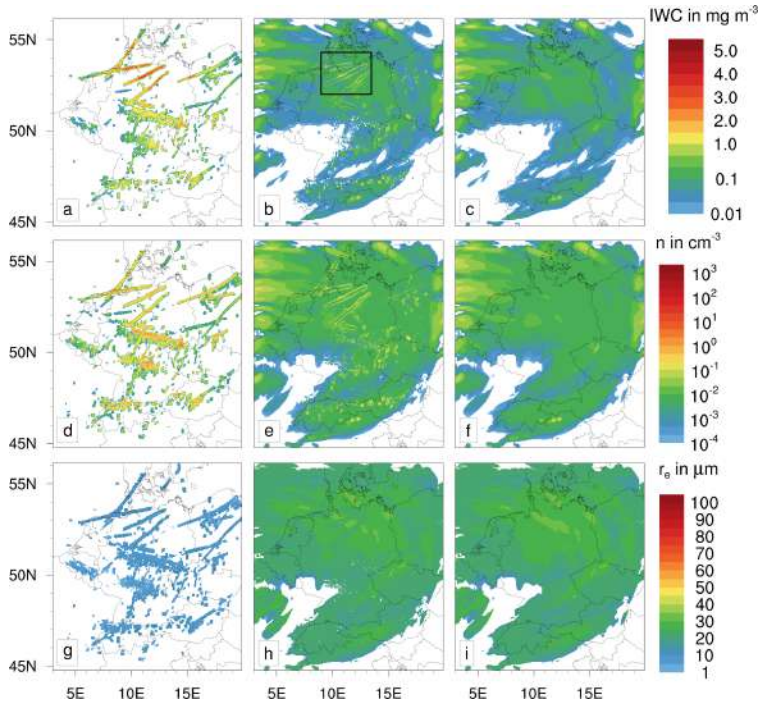 IWC in mg m⁻³
55N
50N
45N
a
b
c
5.0
4.0
3.0
2.0
1.0
0.1
0.01
55N
50N
45N
d
e
f
n in cm⁻³
10³
10²
10¹
10⁰
10⁻¹
10⁻²
10⁻³
10⁻⁴
55N
50N
45N
g
h
i
rₑ in μm
100
90
80
70
60
50
40
30
20
10
1
5E 10E 15E 5E 10E 15E 5E 10E 15E